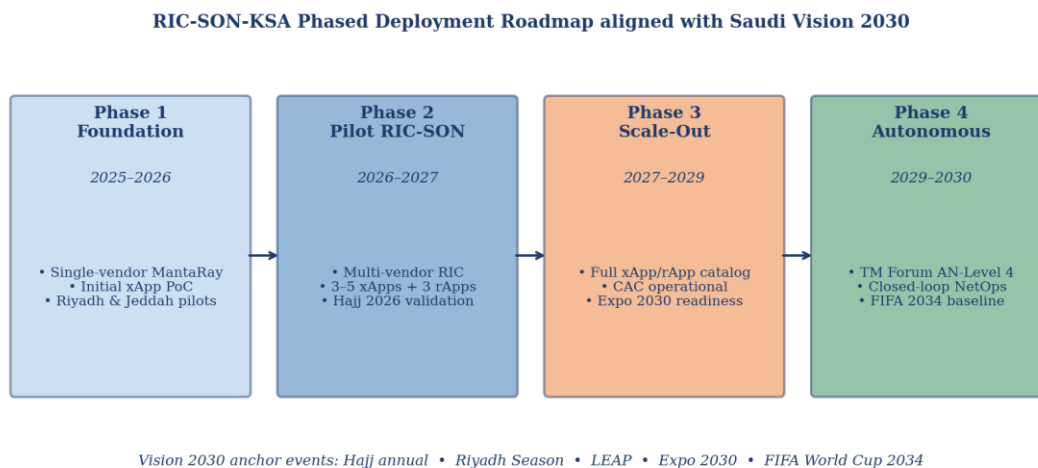 RIC-SON-KSA Phased Deployment Roadmap aligned with Saudi Vision 2030
Phase 1
Foundation
2025–2026
• Single-vendor MantaRay
• Initial xApp PoC
• Riyadh & Jeddah pilots
Phase 2
Pilot RIC-SON
2026–2027
• Multi-vendor RIC
• 3–5 xApps + 3 rApps
• Hajj 2026 validation
Phase 3
Scale-Out
2027–2029
• Full xApp/rApp catalog
• CAC operational
• Expo 2030 readiness
Phase 4
Autonomous
2029–2030
• TM Forum AN-Level 4
• Closed-loop NetOps
• FIFA 2034 baseline
Vision 2030 anchor events: Hajj annual • Riyadh Season • LEAP • Expo 2030 • FIFA World Cup 2034